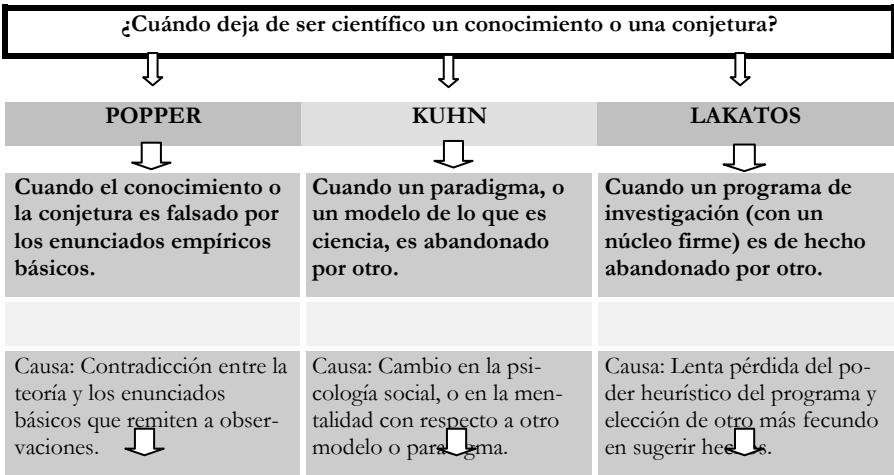 ¿Cuándo deja de ser científico un conocimiento o una conjetura?
POPPER
KUHN
LAKATOS
Cuando el conocimiento o
la conjetura es falsado por
los enunciados empíricos
básicos.
Cuando un paradigma, o
un modelo de lo que es
ciencia, es abandonado
por otro.
Cuando un programa de
investigación (con un
núcleo firme) es de hecho
abandonado por otro.
Causa: Contradicción entre la
teoría y los enunciados
básicos que remiten a obser-
vaciones.
Causa: Cambio en la psi-
cología social, o en la men-
talidad con respecto a otro
modelo o paradigma.
Causa: Lenta pérdida del po-
der heurístico del programa y
elección de otro más fecundo
en sugerir hechos.